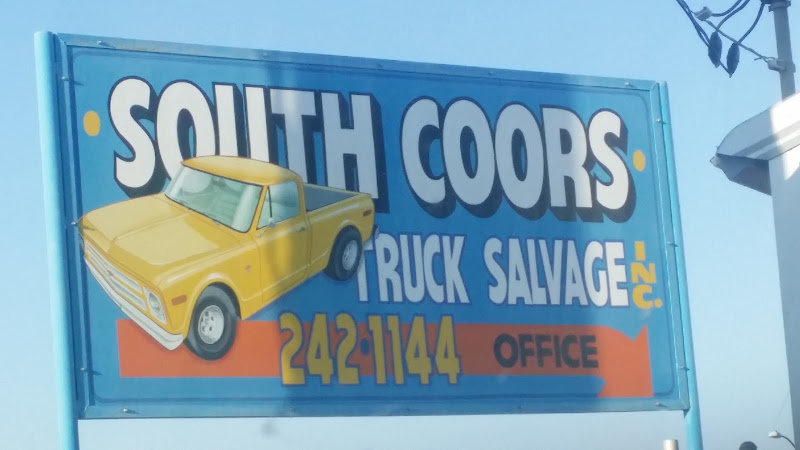 SOUTH COORS
TRUCK SALVAGE INC.
242·1144 OFFICE